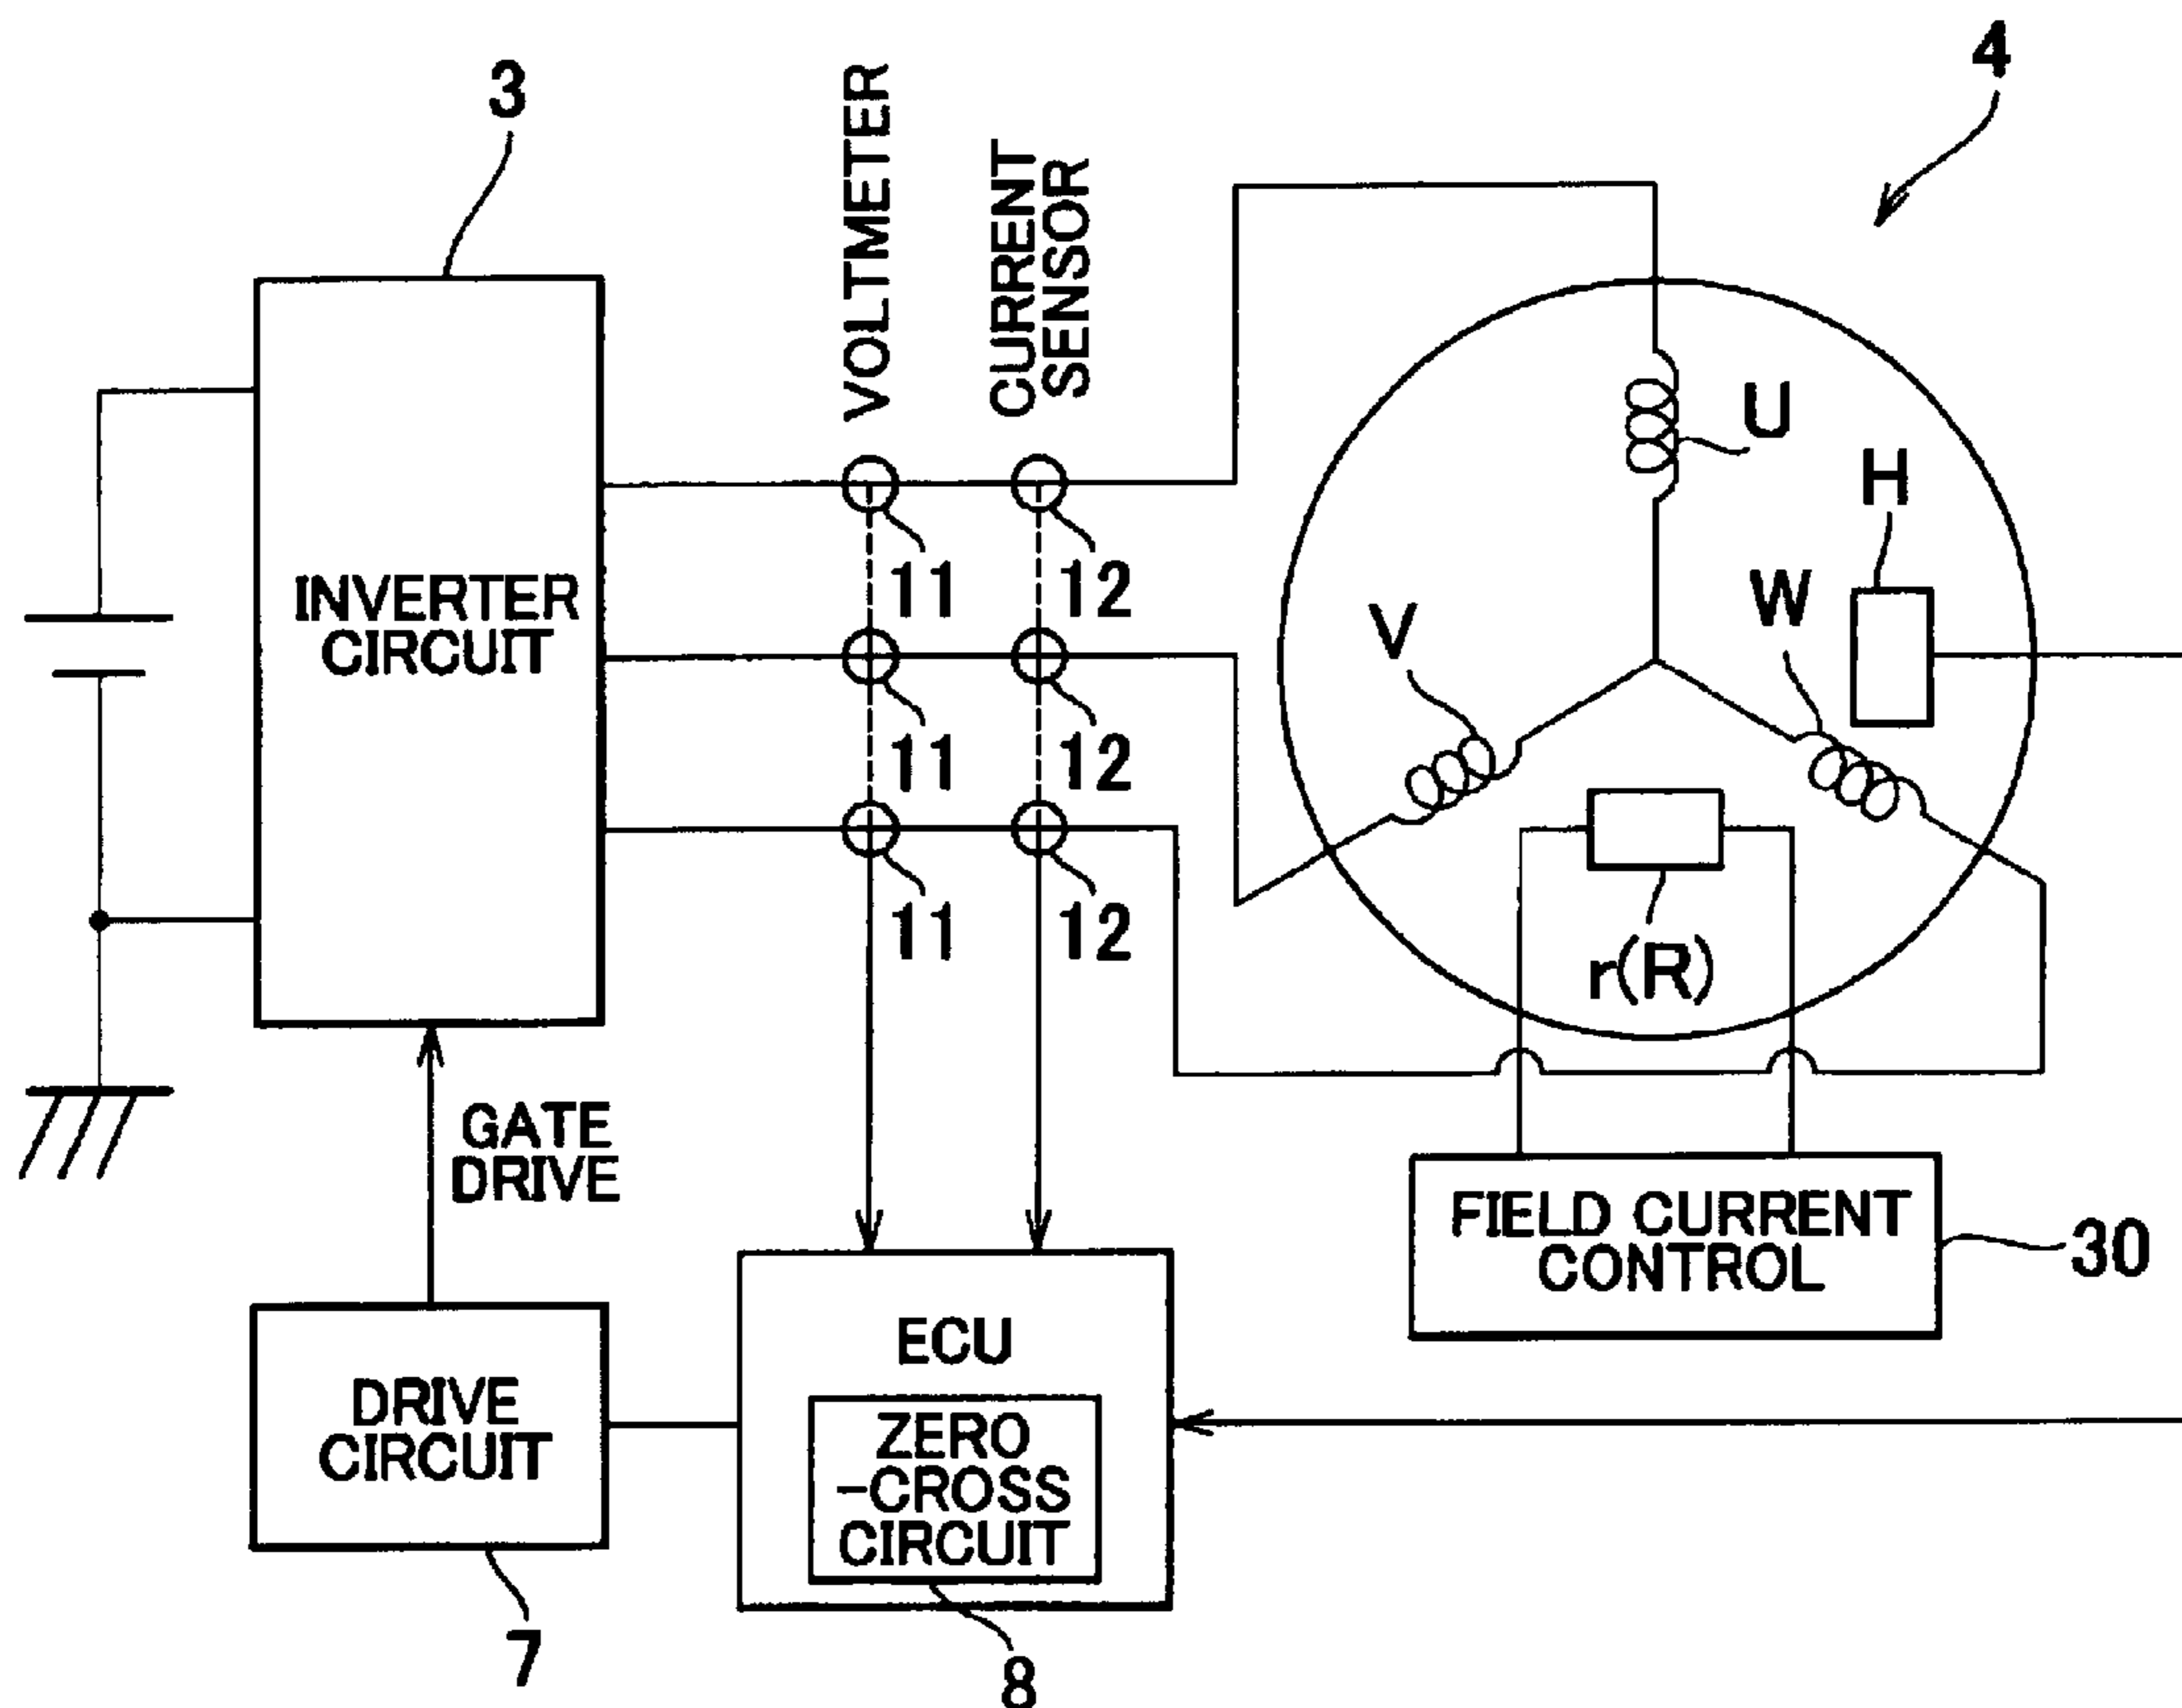 3
4
VOLTMETER
CURRENT
SENSOR
U
H
INVERTER
CIRCUIT
11
12
V
W
11
12
11
12
r(R)
GATE
DRIVE
FIELD CURRENT
CONTROL
30
ECU
DRIVE
CIRCUIT
ZERO
-CROSS
CIRCUIT
7
8